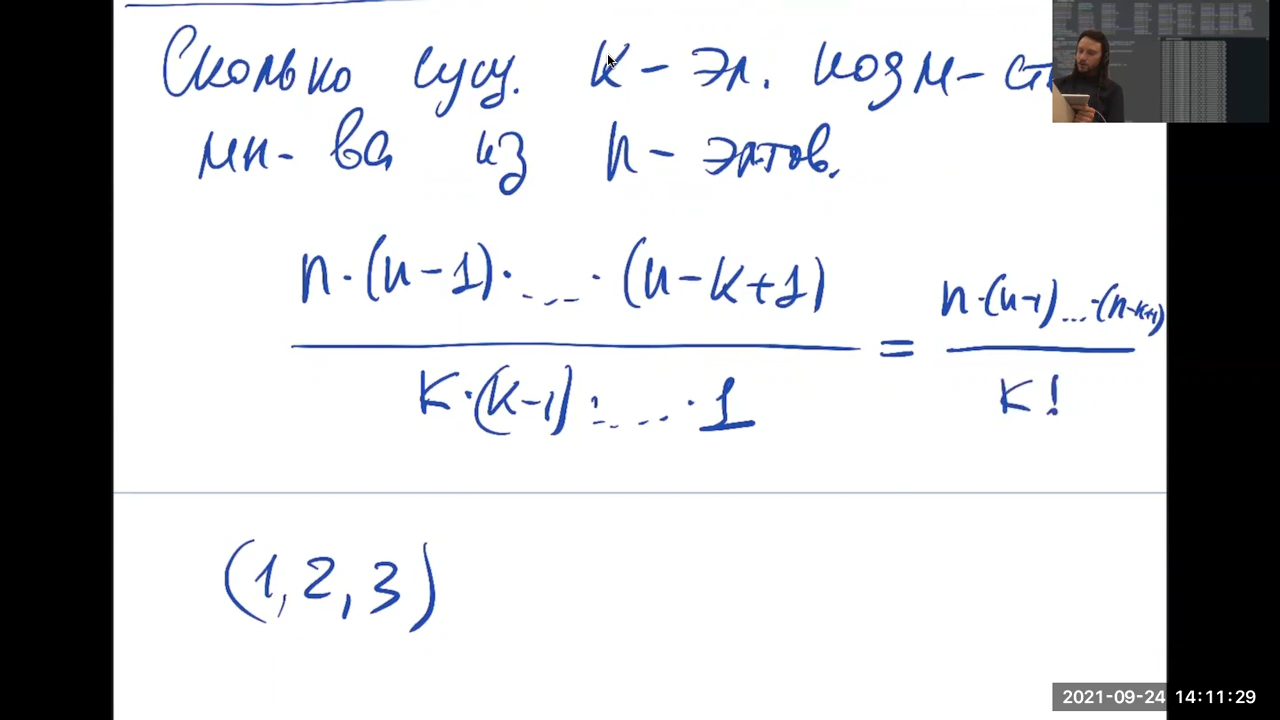 Сколько сущ. k - эл. подм-ств
мн-ва из n - эл-тов.
n·(n-1)·...·(n-k+1) / k·(k-1)·...·1 = n·(n-1)...·(n-k+1) / k!
(1,2,3)
2021-09-24 14:11:29